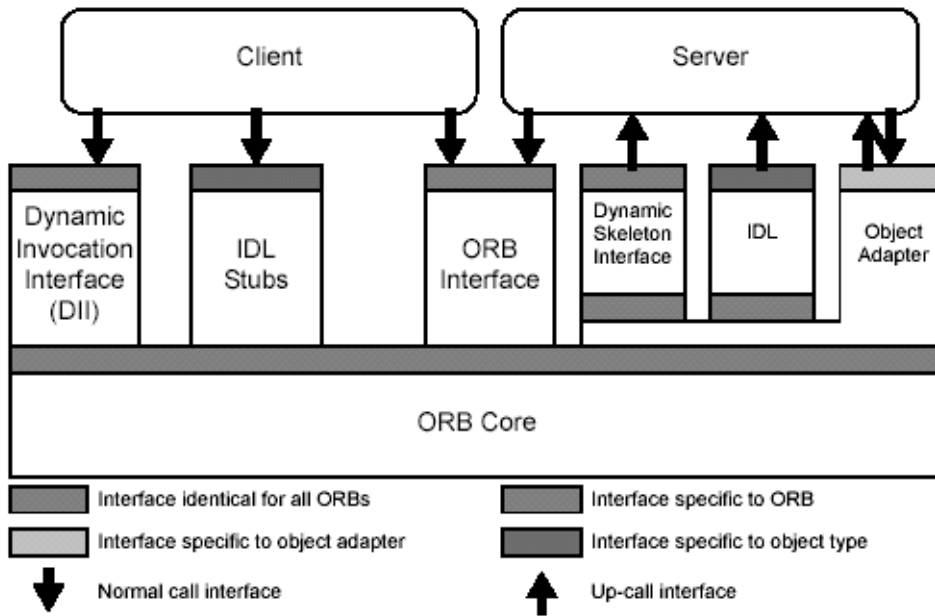 Client
Server
Dynamic
Invocation
Interface
(DII)
IDL
Stubs
ORB
Interface
Dynamic
Skeleton
Interface
IDL
Object
Adapter
ORB Core
Interface identical for all ORBs
Interface specific to ORB
Interface specific to object adapter
Interface specific to object type
Normal call interface
Up-call interface